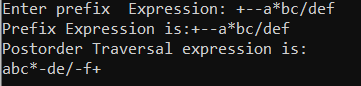 Enter prefix  Expression: +--a*bc/def
Prefix Expression is:+--a*bc/def
Postorder Traversal expression is:
abc*-de/-f+